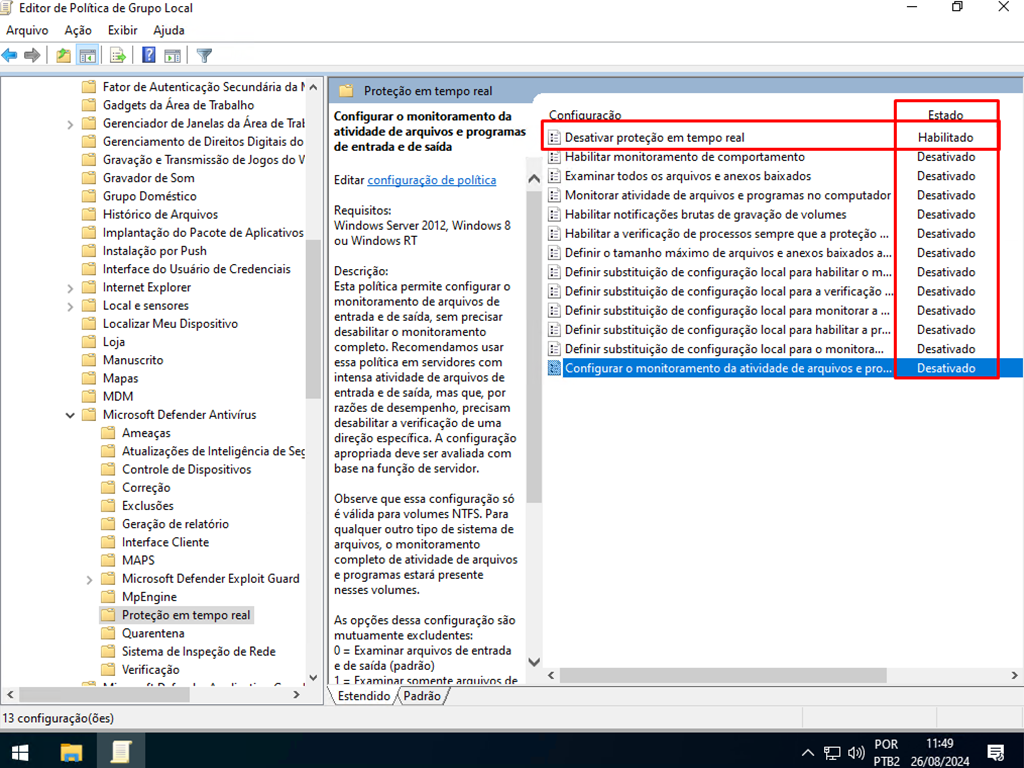 Editor de Política de Grupo Local
Arquivo Ação Exibir Ajuda
Fator de Autenticação Secundária da M
Gadgets da Área de Trabalho
Gerenciador de Janelas da Área de Trab
Gerenciamento de Direitos Digitais do
Gravação e Transmissão de Jogos do W
Gravador de Som
Grupo Doméstico
Histórico de Arquivos
Implantação do Pacote de Aplicativos
Instalação por Push
Interface do Usuário de Credenciais
Internet Explorer
Local e sensores
Localizar Meu Dispositivo
Loja
Manuscrito
Mapas
MDM
Microsoft Defender Antivírus
Ameaças
Atualizações de Inteligência de Seg
Controle de Dispositivos
Correção
Exclusões
Geração de relatório
Interface Cliente
MAPS
Microsoft Defender Exploit Guard
MpEngine
Proteção em tempo real
Quarentena
Sistema de Inspeção de Rede
Verificação
Proteção em tempo real
Configurar o monitoramento da
atividade de arquivos e programas
de entrada e de saída
Editar configuração de política
Requisitos:
Windows Server 2012, Windows 8
ou Windows RT
Descrição:
Esta política permite configurar o
monitoramento de arquivos de
entrada e de saída, sem precisar
desabilitar o monitoramento
completo. Recomendamos usar
essa política em servidores com
intensa atividade de arquivos de
entrada e de saída, mas que, por
razões de desempenho, precisam
desabilitar a verificação de uma
direção específica. A configuração
apropriada deve ser avaliada com
base na função de servidor.
Observe que essa configuração só
é válida para volumes NTFS. Para
qualquer outro tipo de sistema de
arquivos, o monitoramento
completo de atividade de arquivos
e programas estará presente
nesses volumes.
As opções dessa configuração são
mutuamente excludentes:
0 = Examinar arquivos de entrada
e de saída (padrão)
1 = Examinar somente arquivos de
Configuração Estado
Desativar proteção em tempo real Habilitado
Habilitar monitoramento de comportamento Desativado
Examinar todos os arquivos e anexos baixados Desativado
Monitorar atividade de arquivos e programas no computador Desativado
Habilitar notificações brutas de gravação de volumes Desativado
Habilitar a verificação de processos sempre que a proteção ... Desativado
Definir o tamanho máximo de arquivos e anexos baixados a... Desativado
Definir substituição de configuração local para habilitar o m... Desativado
Definir substituição de configuração local para a verificação ... Desativado
Definir substituição de configuração local para monitorar a ... Desativado
Definir substituição de configuração local para habilitar a pr... Desativado
Definir substituição de configuração local para o monitora... Desativado
Configurar o monitoramento da atividade de arquivos e pro... Desativado
Estendido Padrão
13 configuração(ões)
POR 11:49
PTB2 26/08/2024